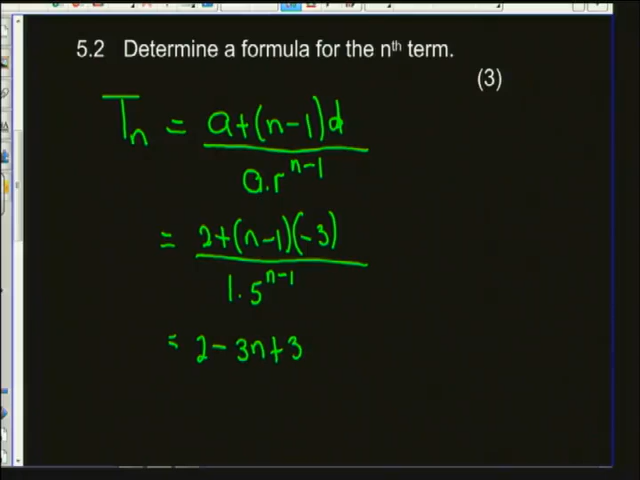 5.2 Determine a formula for the nth term.
(3)
Tn = a+(n-1)d
a.r^n-1
= 2+(n-1)(-3)
1.5^n-1
= 2-3n+3